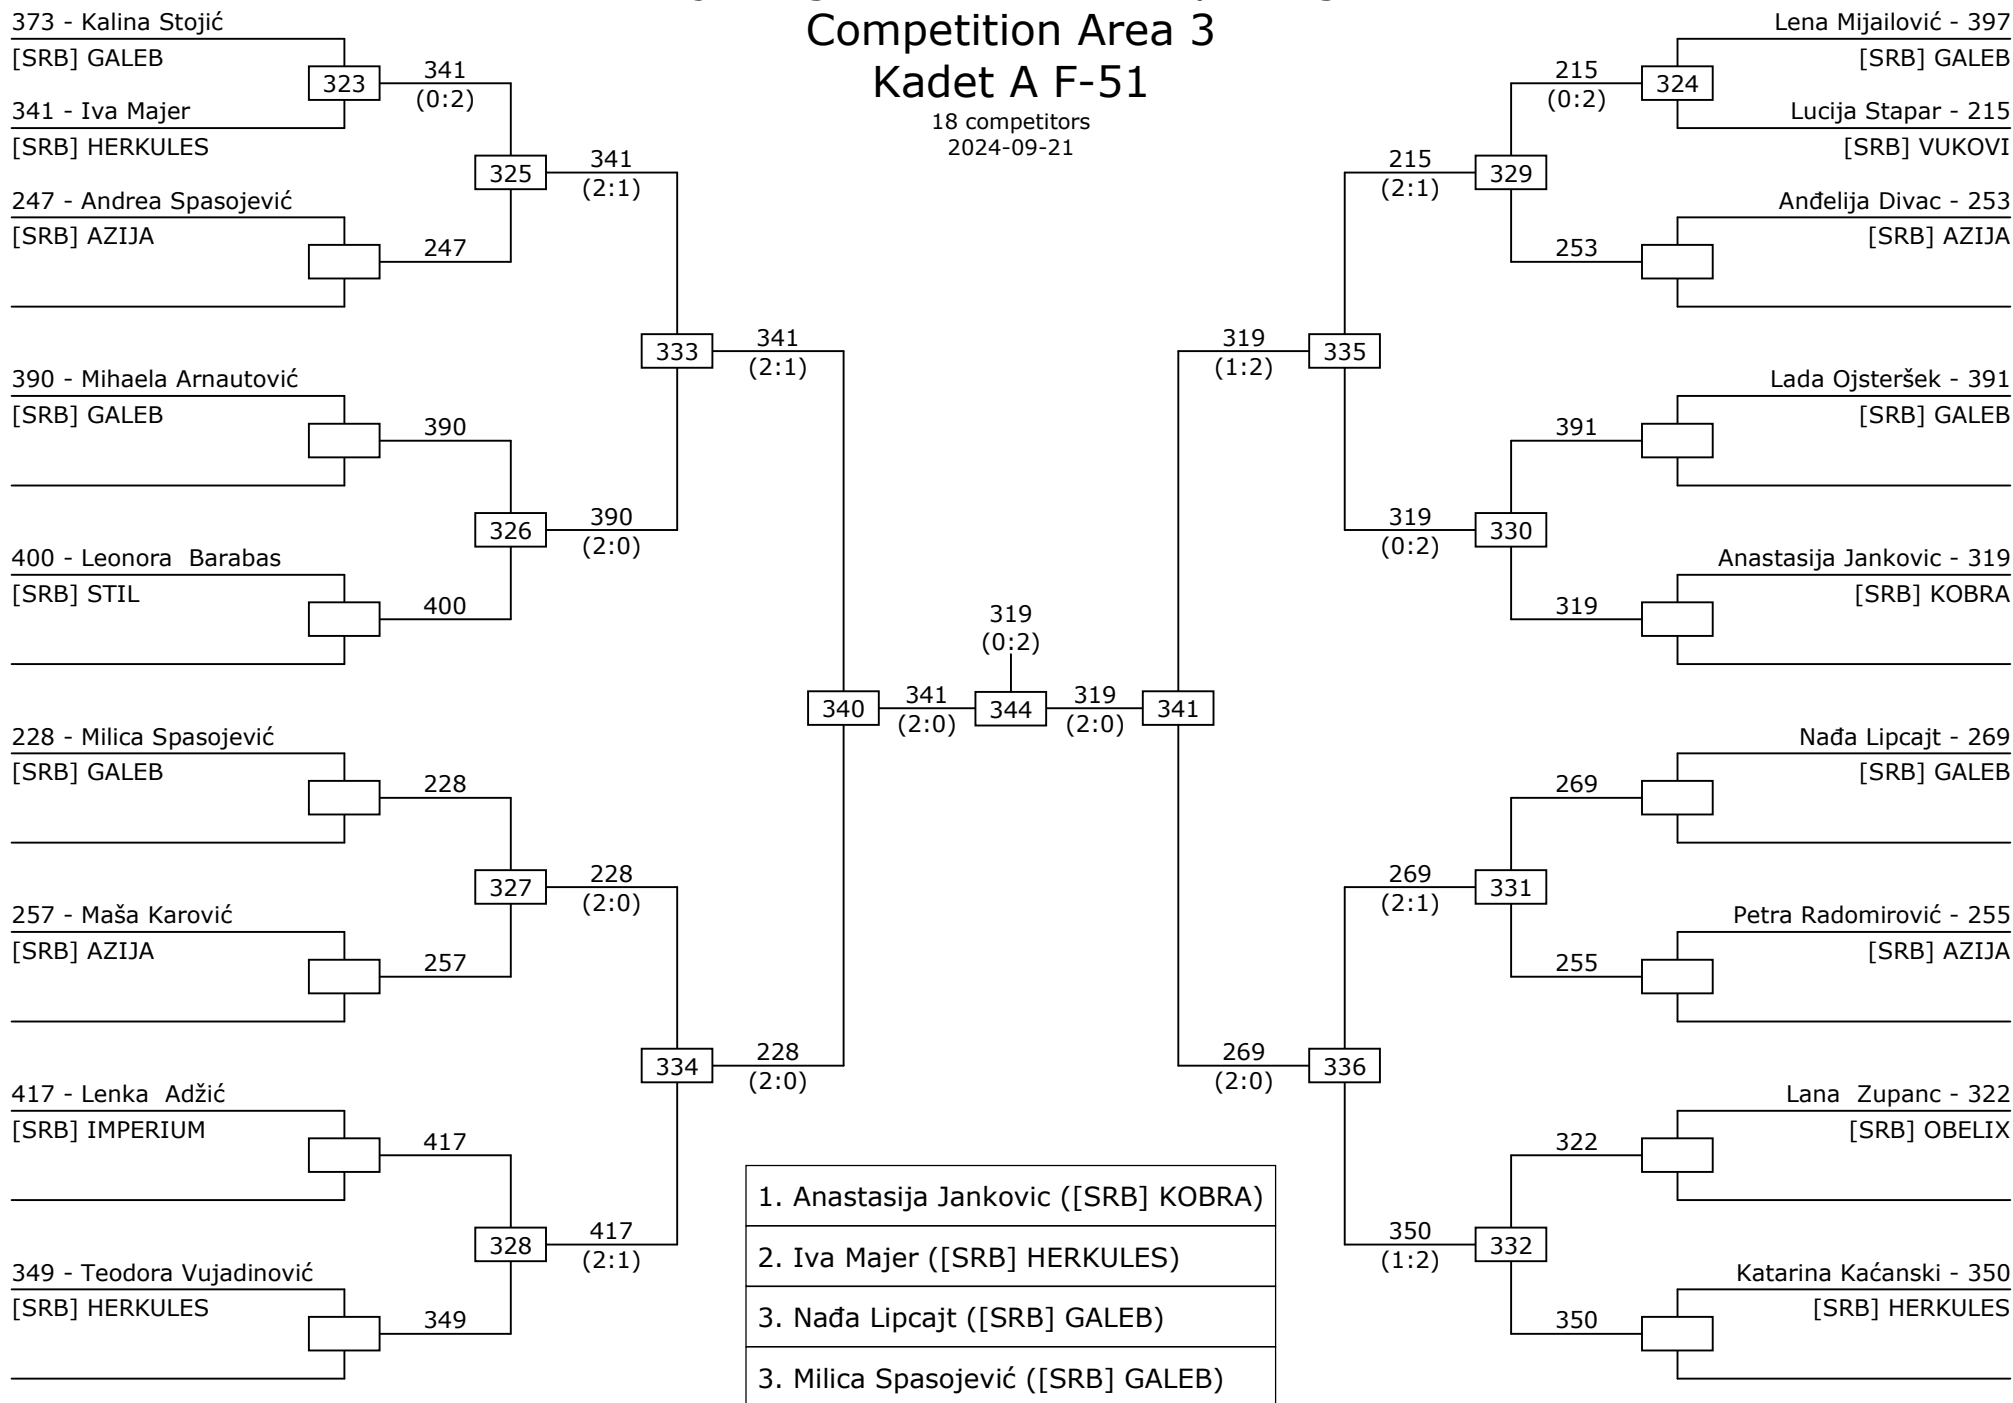 Competition Area 3
Kadet A F-51
18 competitors
2024-09-21
373 - Kalina Stojić
[SRB] GALEB
323
341
(0:2)
341 - Iva Majer
[SRB] HERKULES
325
341
(2:1)
247 - Andrea Spasojević
[SRB] AZIJA
247
333
341
(2:1)
390 - Mihaela Arnautović
[SRB] GALEB
390
326
390
(2:0)
400 - Leonora  Barabas
[SRB] STIL
400
340
341
(2:0)
228 - Milica Spasojević
[SRB] GALEB
228
327
228
(2:0)
257 - Maša Karović
[SRB] AZIJA
257
334
228
(2:0)
417 - Lenka  Adžić
[SRB] IMPERIUM
417
328
417
(2:1)
349 - Teodora Vujadinović
[SRB] HERKULES
349
319
(0:2)
344
Lena Mijailović - 397
[SRB] GALEB
215
(0:2)
324
Lucija Stapar - 215
[SRB] VUKOVI
215
(2:1)
329
Anđelija Divac - 253
[SRB] AZIJA
253
319
(1:2)
335
Lada Ojsteršek - 391
[SRB] GALEB
391
319
(0:2)
330
Anastasija Jankovic - 319
[SRB] KOBRA
319
319
(2:0)
341
Nađa Lipcajt - 269
[SRB] GALEB
269
269
(2:1)
331
Petra Radomirović - 255
[SRB] AZIJA
255
269
(2:0)
336
Lana  Zupanc - 322
[SRB] OBELIX
322
350
(1:2)
332
Katarina Kaćanski - 350
[SRB] HERKULES
350
1. Anastasija Jankovic ([SRB] KOBRA)
2. Iva Majer ([SRB] HERKULES)
3. Nađa Lipcajt ([SRB] GALEB)
3. Milica Spasojević ([SRB] GALEB)